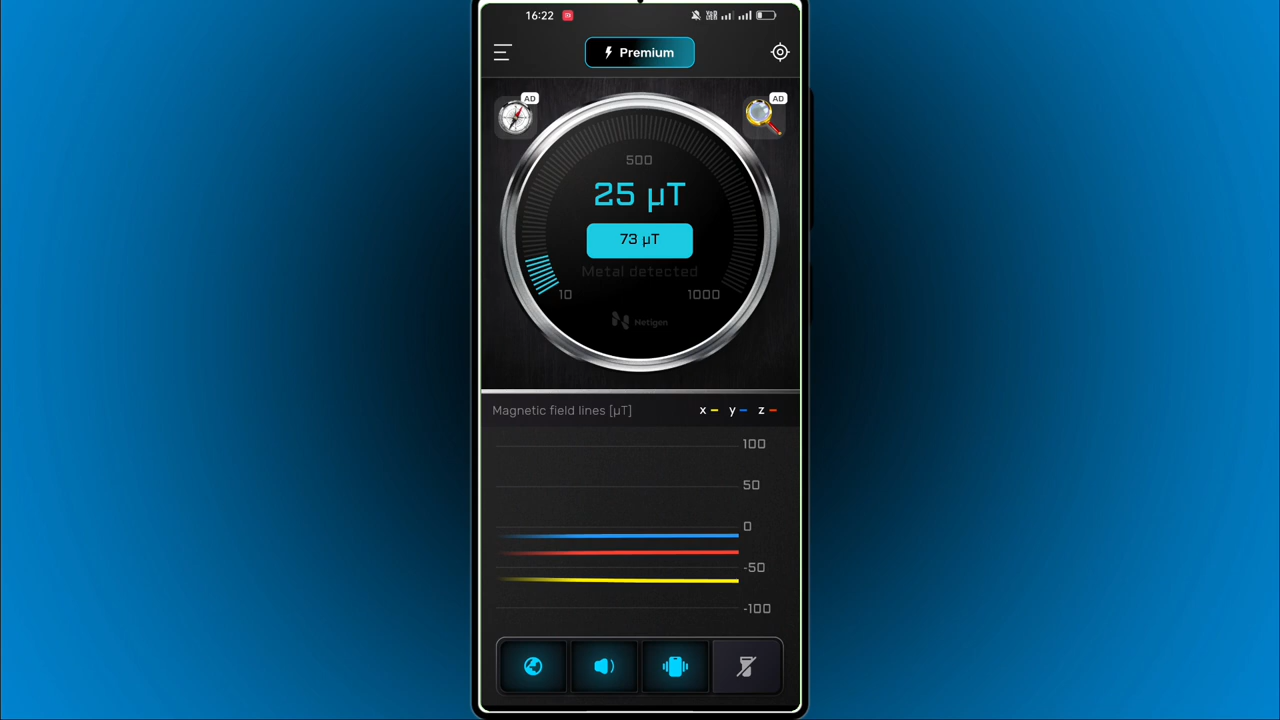 16:22
Premium
AD
AD
500
25 µT
73 µT
Metal detected
10
1000
Netigen
Magnetic field lines [µT]
x y z
100
50
0
-50
-100